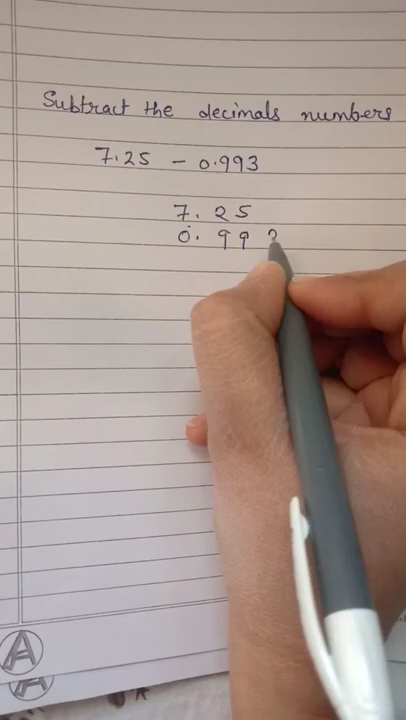 Subtract the decimals numbers
7.25 - 0.993
7. 25
0. 99
A
A